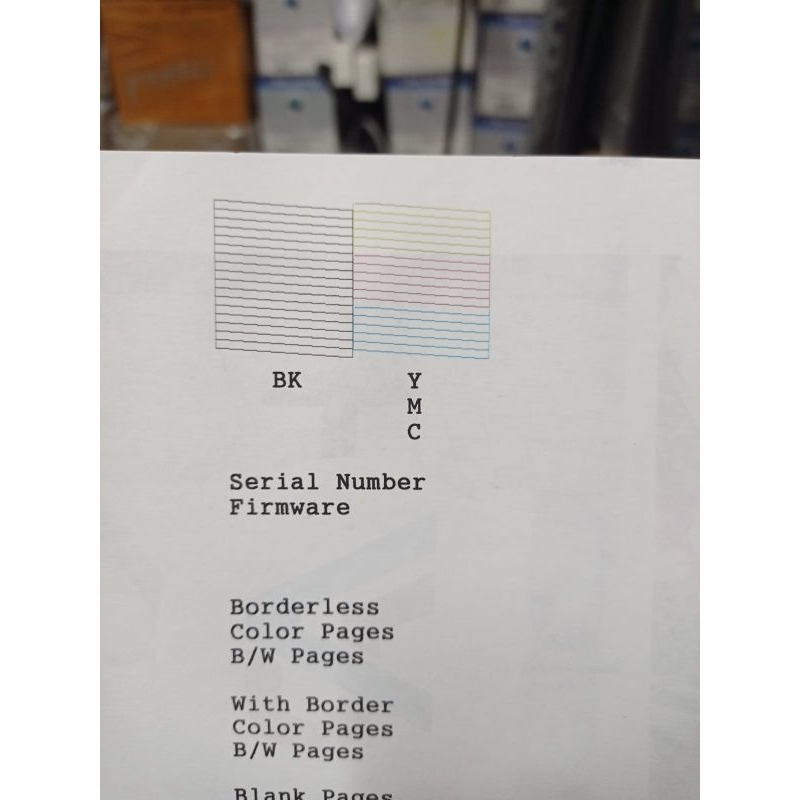 BK Y
M
C
Serial Number
Firmware
Borderless
Color Pages
B/W Pages
With Border
Color Pages
B/W Pages
Blank Pages